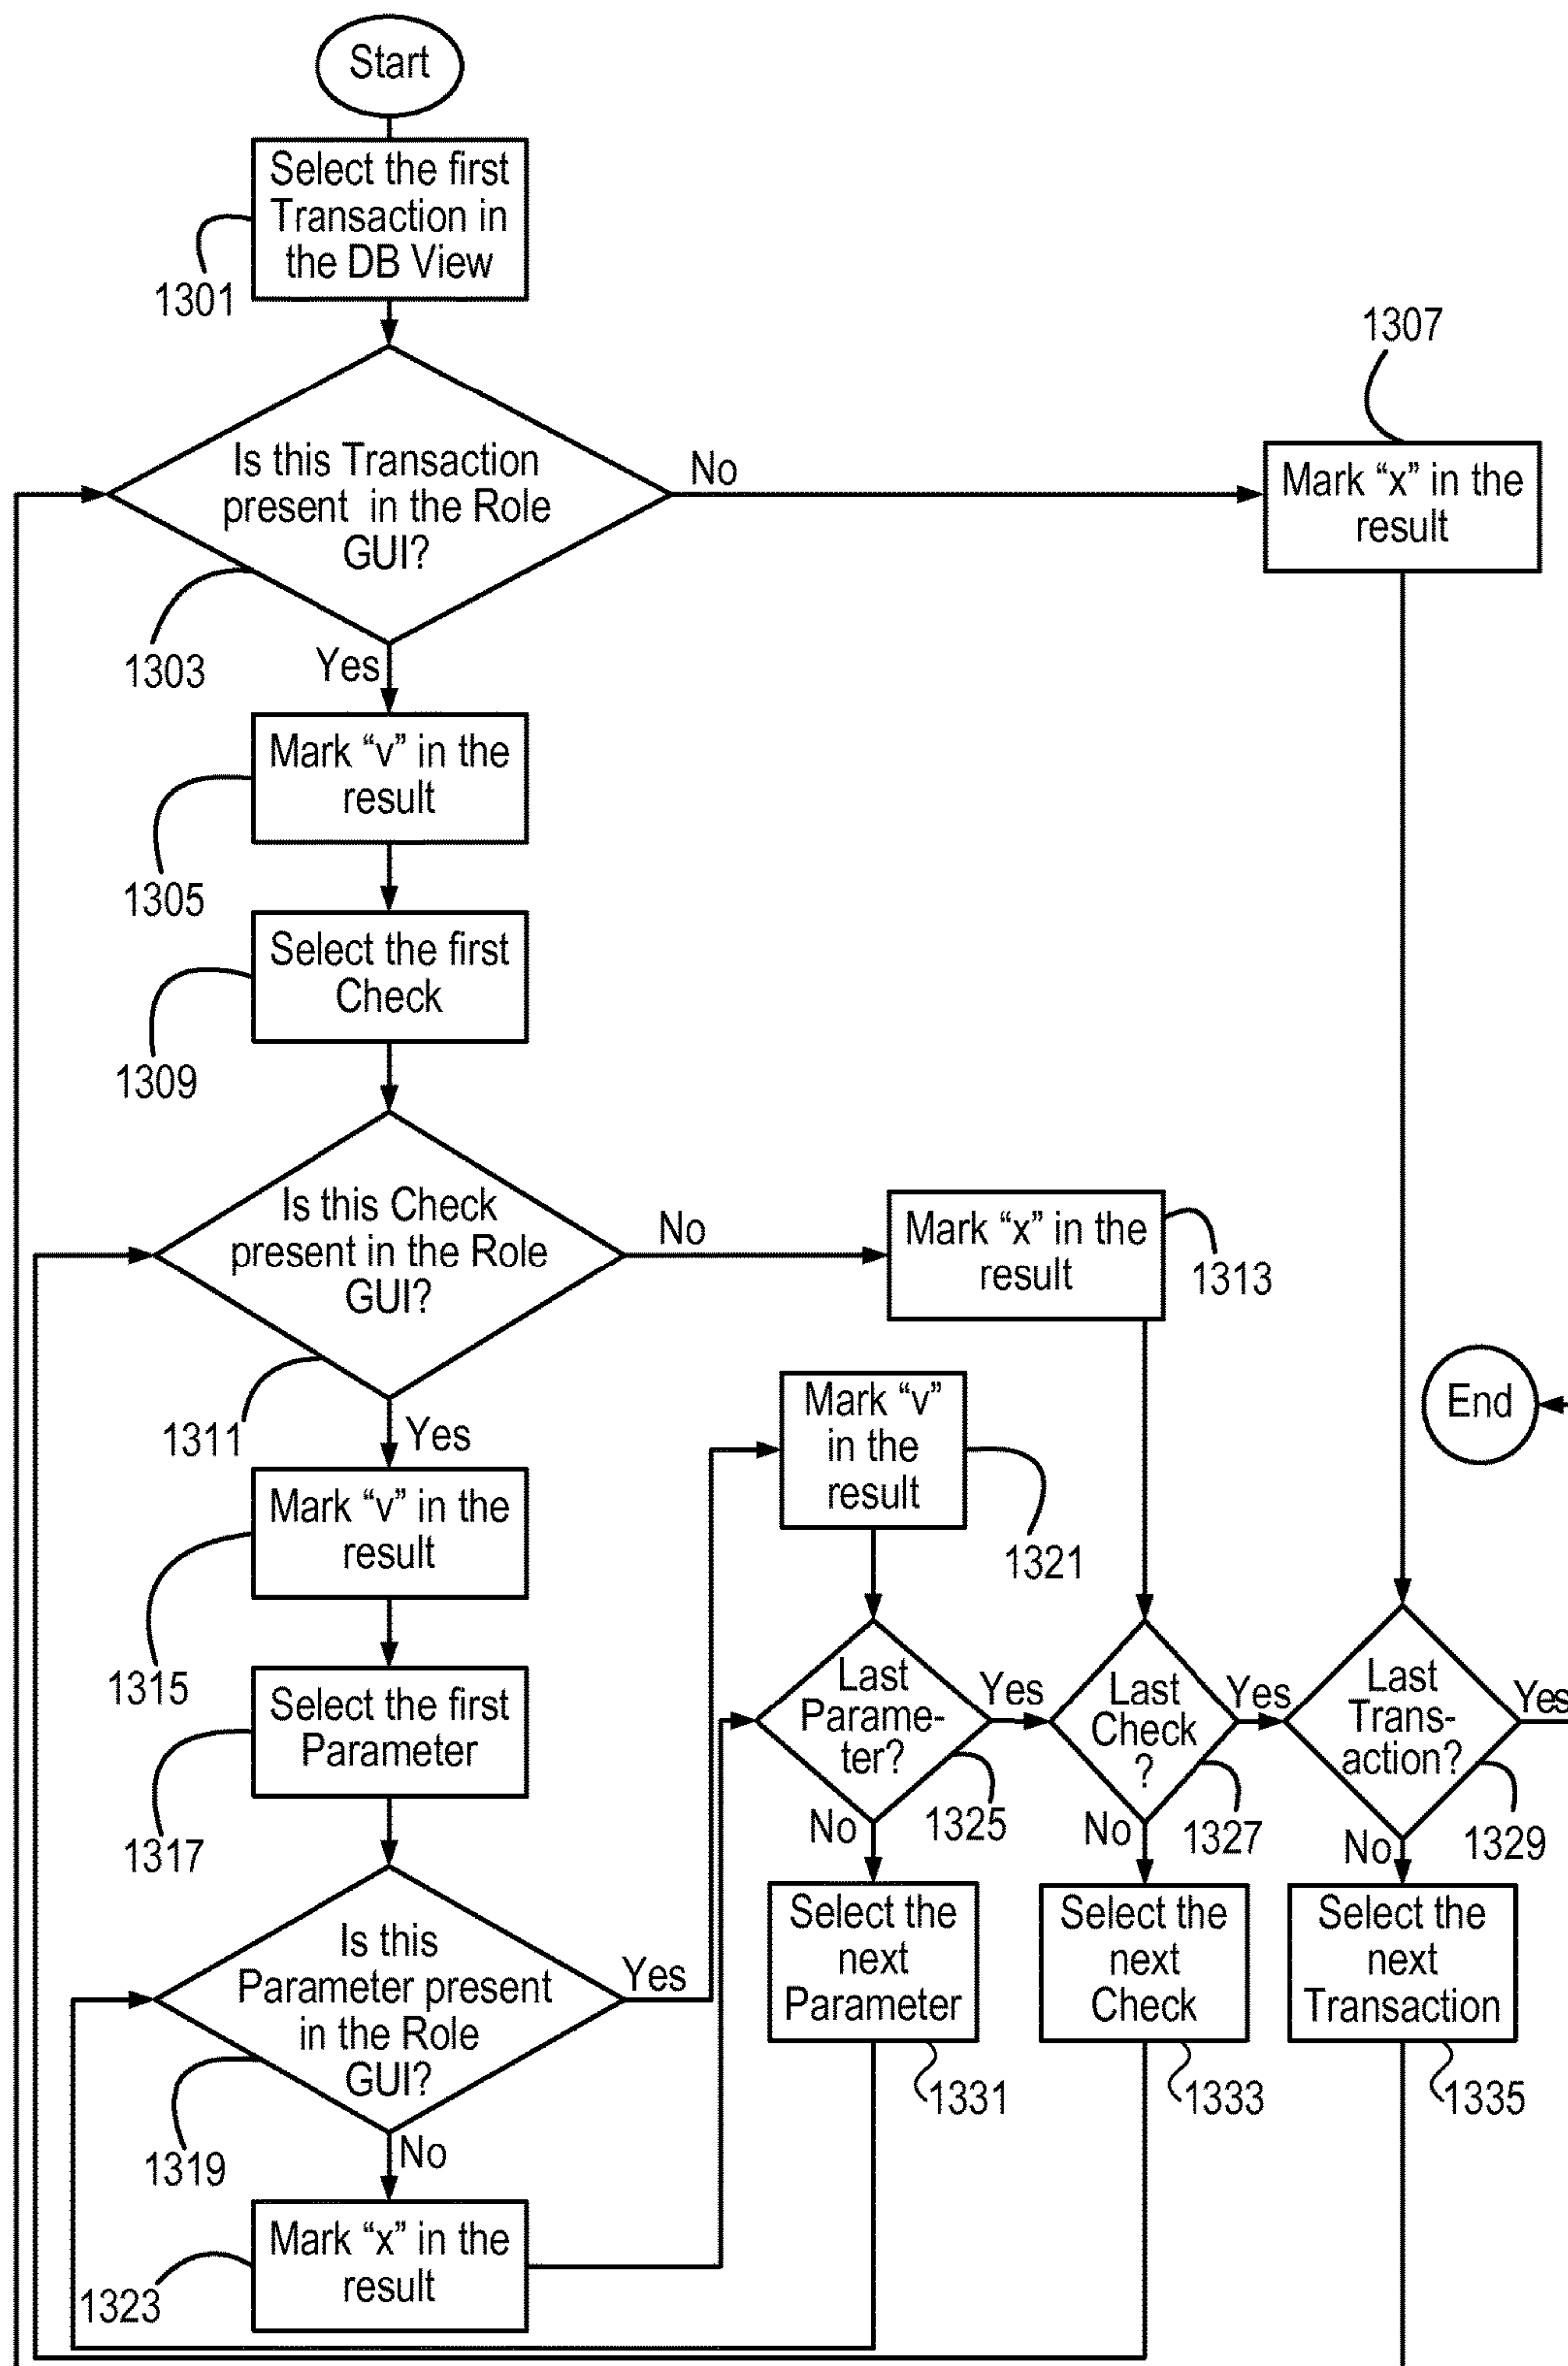 Start
Select the first
Transaction in
the DB View
1301
1307
Is this Transaction
present in the Role
GUI?
No
Mark “x” in the
result
1303
Yes
Mark “v” in the
result
1305
Select the first
Check
1309
Is this Check
present in the Role
GUI?
No
Mark “x” in the
result
1313
1311
Yes
Mark “v”
in the
result
1321
End
Mark “v” in the
result
1315
Select the first
Parameter
1317
Last
Parame-
ter?
Yes
1325
No
Last
Check
?
Yes
1327
No
Last
Trans-
action?
Yes
1329
No
Is this
Parameter present
in the Role
GUI?
Yes
1319
No
Select the
next
Parameter
1331
Select the
next
Check
1333
Select the
next
Transaction
1335
Mark “x” in the
result
1323